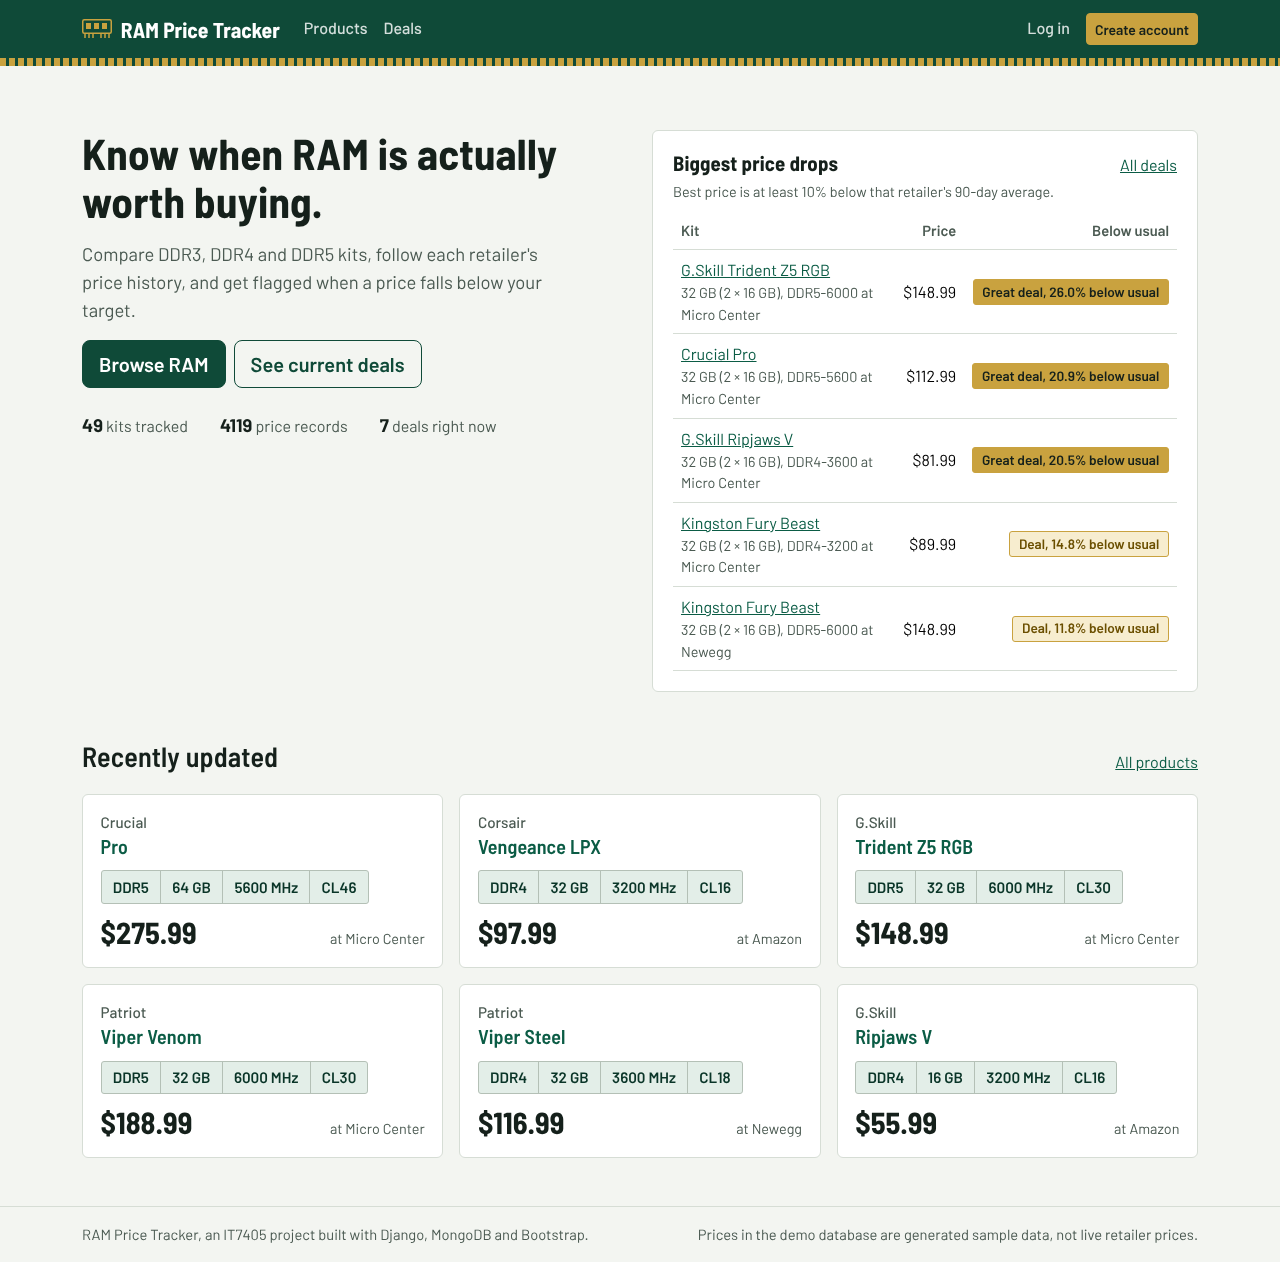 RAM Price Tracker
Products
Deals
Log in
Create account
Know when RAM is actually
worth buying.
Compare DDR3, DDR4 and DDR5 kits, follow each retailer's
price history, and get flagged when a price falls below your
target.
Browse RAM
See current deals
49 kits tracked
4119 price records
7 deals right now
Biggest price drops
All deals
Best price is at least 10% below that retailer's 90-day average.
Kit
Price
Below usual
G.Skill Trident Z5 RGB
32 GB (2 × 16 GB), DDR5-6000 at
Micro Center
$148.99
Great deal, 26.0% below usual
Crucial Pro
32 GB (2 × 16 GB), DDR5-5600 at
Micro Center
$112.99
Great deal, 20.9% below usual
G.Skill Ripjaws V
32 GB (2 × 16 GB), DDR4-3600 at
Micro Center
$81.99
Great deal, 20.5% below usual
Kingston Fury Beast
32 GB (2 × 16 GB), DDR4-3200 at
Micro Center
$89.99
Deal, 14.8% below usual
Kingston Fury Beast
32 GB (2 × 16 GB), DDR5-6000 at
Newegg
$148.99
Deal, 11.8% below usual
Recently updated
All products
Crucial
Pro
DDR5
64 GB
5600 MHz
CL46
$275.99
at Micro Center
Corsair
Vengeance LPX
DDR4
32 GB
3200 MHz
CL16
$97.99
at Amazon
G.Skill
Trident Z5 RGB
DDR5
32 GB
6000 MHz
CL30
$148.99
at Micro Center
Patriot
Viper Venom
DDR5
32 GB
6000 MHz
CL30
$188.99
at Micro Center
Patriot
Viper Steel
DDR4
32 GB
3600 MHz
CL18
$116.99
at Newegg
G.Skill
Ripjaws V
DDR4
16 GB
3200 MHz
CL16
$55.99
at Amazon
RAM Price Tracker, an IT7405 project built with Django, MongoDB and Bootstrap.
Prices in the demo database are generated sample data, not live retailer prices.